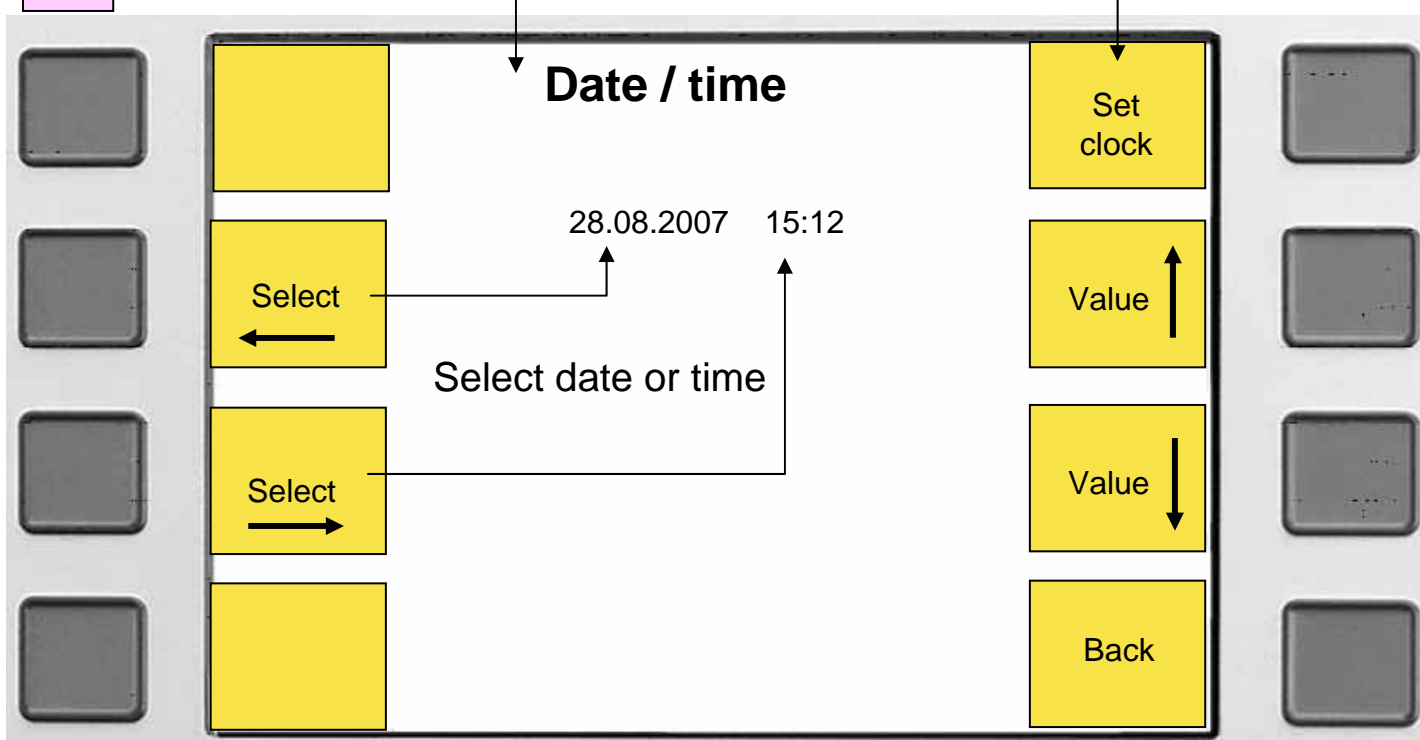 Date / time
Set
clock
28.08.2007 15:12
Select
Value
Select date or time
Select
Value
Back